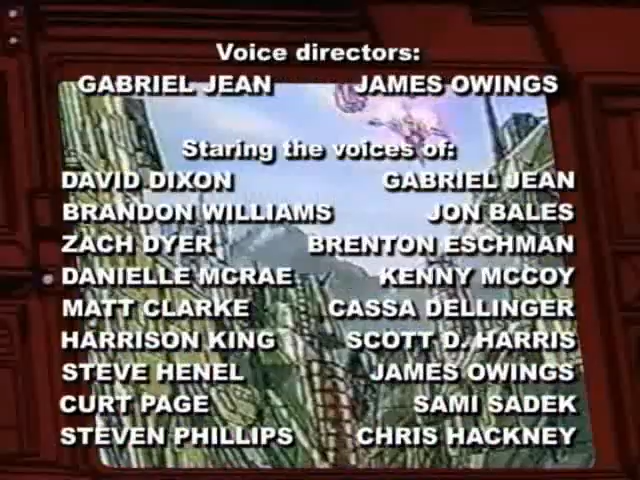 Voice directors:
GABRIEL JEAN JAMES OWINGS
Staring the voices of:
DAVID DIXON GABRIEL JEAN
BRANDON WILLIAMS JON BALES
ZACH DYER BRENTON ESCHMAN
DANIELLE MCRAE KENNY MCCOY
MATT CLARKE CASSA DELLINGER
HARRISON KING SCOTT D. HARRIS
STEVE HENEL JAMES OWINGS
CURT PAGE SAMI SADEK
STEVEN PHILLIPS CHRIS HACKNEY